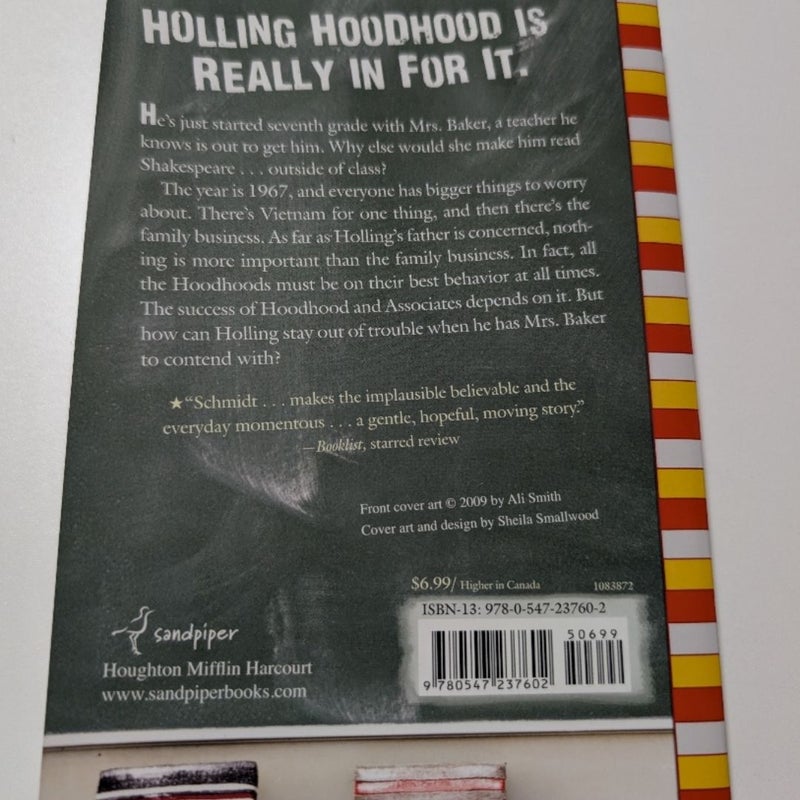 HOLLING HOODHOOD IS
REALLY IN FOR IT.
He's just started seventh grade with Mrs. Baker, a teacher he
knows is out to get him. Why else would she make him read
Shakespeare . . . outside of class?
The year is 1967, and everyone has bigger things to worry
about. There's Vietnam for one thing, and then there's the
family business. As far as Holling's father is concerned, noth-
ing is more important than the family business. In fact, all
the Hoodhoods must be on their best behavior at all times.
The success of Hoodhood and Associates depends on it. But
how can Holling stay out of trouble when he has Mrs. Baker
to contend with?
★“Schmidt . . . makes the implausible believable and the
everyday momentous . . . a gentle, hopeful, moving story.”
—Booklist, starred review
Front cover art © 2009 by Ali Smith
Cover art and design by Sheila Smallwood
$6.99/ Higher in Canada 1083872
ISBN-13: 978-0-547-23760-2
50699
9 780547 237602
sandpiper
Houghton Mifflin Harcourt
www.sandpiperbooks.com